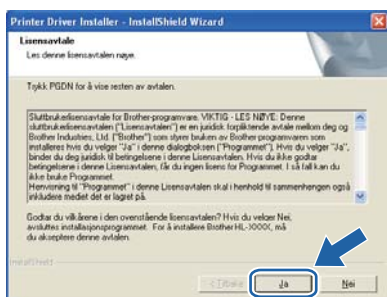 Printer Driver Installer - InstallShield Wizard
Lisensavtale
Les denne lisensavtalen nøye.
Trykk PGDN for å vise resten av avtalen.
Sluttbrukerlisensavtale for Brother-programvare. VIKTIG - LES NØYE: Denne
sluttbrukerlisensavtalen ("Lisensavtalen") er en juridisk forpliktende avtale mellom deg og
Brother Industries, Ltd. ("Brother") som styrer bruken av Brother-programvaren som
installeres hvis du velger "Ja" i denne dialogboksen ("Programmet"). Hvis du velger "Ja",
binder du deg juridisk til betingelsene i denne Lisensavtalen. Hvis du ikke godtar
betingelsene i denne Lisensavtalen, får du ingen lisens for Programmet. I så fall kan du
ikke bruke Programmet.
Henvisning til "Programmet" i denne Lisensavtalen skal i henhold til sammenhengen også
inkludere mediet det er lagret på.
Godtar du vilkårene i den ovenstående lisensavtalen? Hvis du velger Nei,
avsluttes installasjonsprogrammet. For å installere Brother HL-XXXX, må
du akseptere denne avtalen.
InstallShield
< Tilbake
Ja
Nei